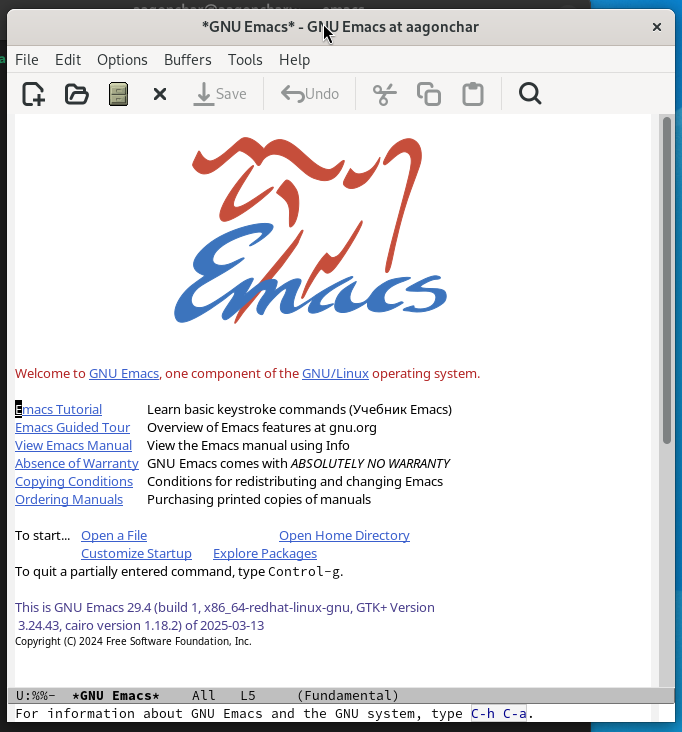 *GNU Emacs* - GNU Emacs at aagonchar
File Edit Options Buffers Tools Help
Save Undo
Emacs
Welcome to GNU Emacs, one component of the GNU/Linux operating system.
Emacs Tutorial Learn basic keystroke commands (Учебник Emacs)
Emacs Guided Tour Overview of Emacs features at gnu.org
View Emacs Manual View the Emacs manual using Info
Absence of Warranty GNU Emacs comes with ABSOLUTELY NO WARRANTY
Copying Conditions Conditions for redistributing and changing Emacs
Ordering Manuals Purchasing printed copies of manuals
To start... Open a File Open Home Directory
Customize Startup Explore Packages
To quit a partially entered command, type Control-g.
This is GNU Emacs 29.4 (build 1, x86_64-redhat-linux-gnu, GTK+ Version
3.24.43, cairo version 1.18.2) of 2025-03-13
Copyright (C) 2024 Free Software Foundation, Inc.
U:%%- *GNU Emacs* All L5 (Fundamental)
For information about GNU Emacs and the GNU system, type C-h C-a.